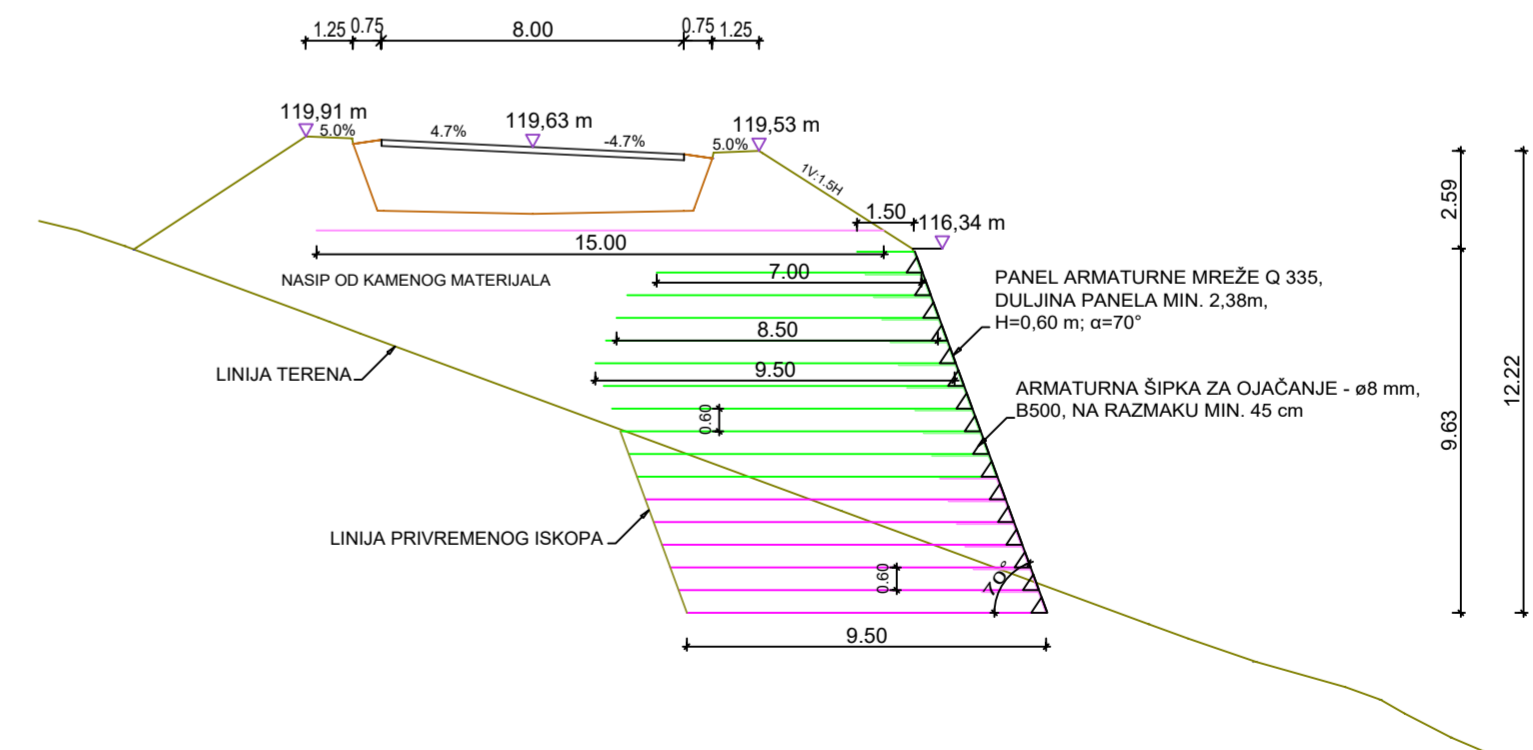 1.25 0.75 8.00 0.75 1.25
119,91 m 119,63 m 119,53 m
5.0% 4.7% -4.7% 5.0%
1V:1.5H
2.59
1.50 116,34 m
15.00
NASIP OD KAMENOG MATERIJALA
7.00
PANEL ARMATURNE MREŽE Q 335,
DULJINA PANELA MIN. 2,38m,
H=0,60 m; α=70°
8.50
LINIJA TERENA
9.50
ARMATURNA ŠIPKA ZA OJAČANJE - ø8 mm,
B500, NA RAZMAKU MIN. 45 cm
12.22
0.60
9.63
LINIJA PRIVREMENOG ISKOPA
0.60
70°
9.50